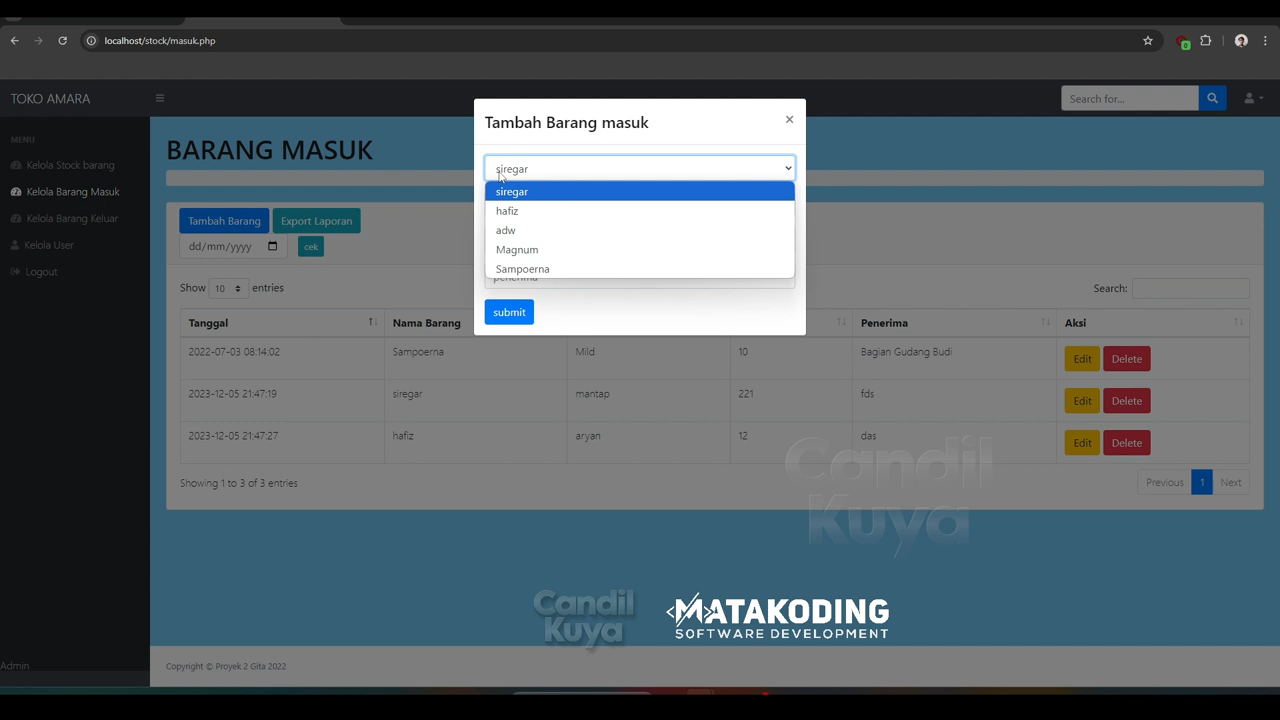 localhost/stock/masuk.php
0
TOKO AMARA
Search for...
Tambah Barang masuk
×
MENU
Kelola Stock barang
Kelola Barang Masuk
Kelola Barang Keluar
Kelola User
Logout
BARANG MASUK
siregar
siregar
hafiz
adw
Magnum
Sampoerna
penerima
submit
Tambah Barang
Export Laporan
dd/mm/yyyy
cek
Show 10 entries
Search:
Tanggal Nama Barang Penerima Aksi
2022-07-03 08:14:02 Sampoerna Mild 10 Bagian Gudang Budi Edit Delete
2023-12-05 21:47:19 siregar mantap 221 fds Edit Delete
2023-12-05 21:47:27 hafiz aryan 12 das Edit Delete
Showing 1 to 3 of 3 entries
Previous 1 Next
Candil
Kuya
Candil
Kuya
MATAKODING
SOFTWARE DEVELOPMENT
Admin
Copyright © Proyek 2 Gita 2022